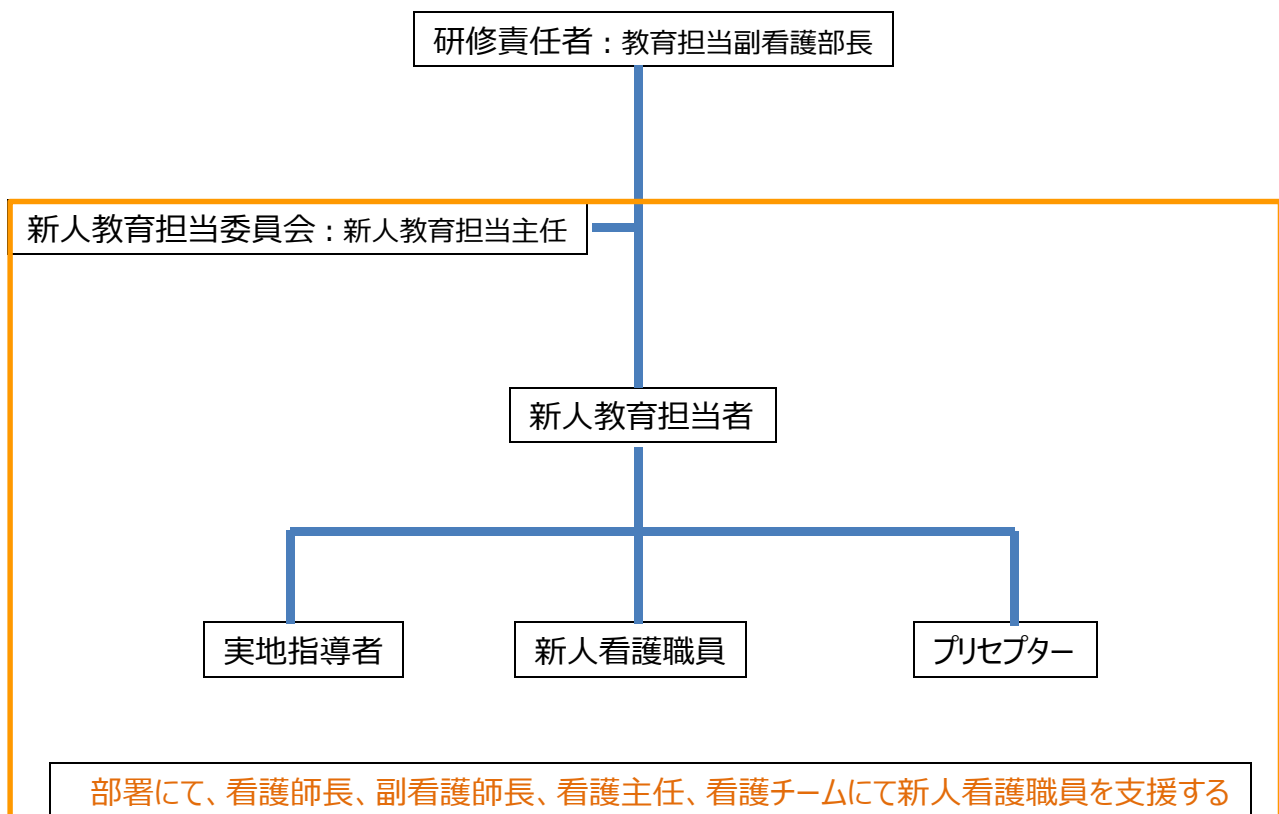 研修責任者：教育担当副看護部長
新人教育担当委員会：新人教育担当主任
新人教育担当者
実地指導者
新人看護職員
プリセプター
部署にて、看護師長、副看護師長、看護主任、看護チームにて新人看護職員を支援する